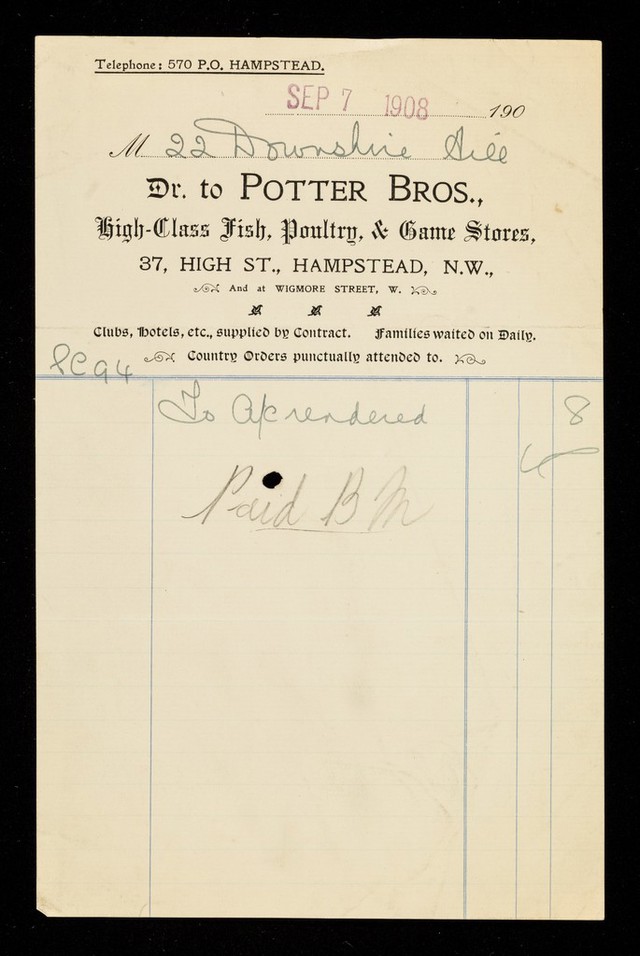 Telephone: 570 P.O. HAMPSTEAD.
SEP 7 1908 190
M 22 Downshire Hill
Dr. to POTTER BROS.,
High-Class Fish, Poultry, & Game Stores,
37, HIGH ST., HAMPSTEAD, N.W.,
And at WIGMORE STREET, W.
Clubs, Hotels, etc., supplied by Contract. Families waited on Daily.
Country Orders punctually attended to.
To A/c rendered 8
Paid B M